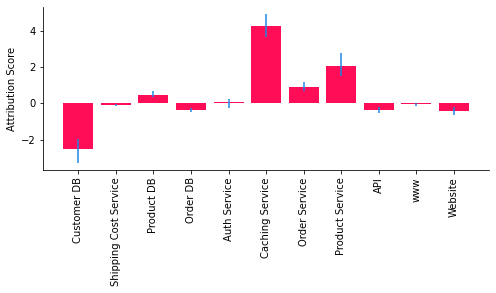 Attribution Score
4
2
0
−2
Customer DB
Shipping Cost Service
Product DB
Order DB
Auth Service
Caching Service
Order Service
Product Service
API
www
Website